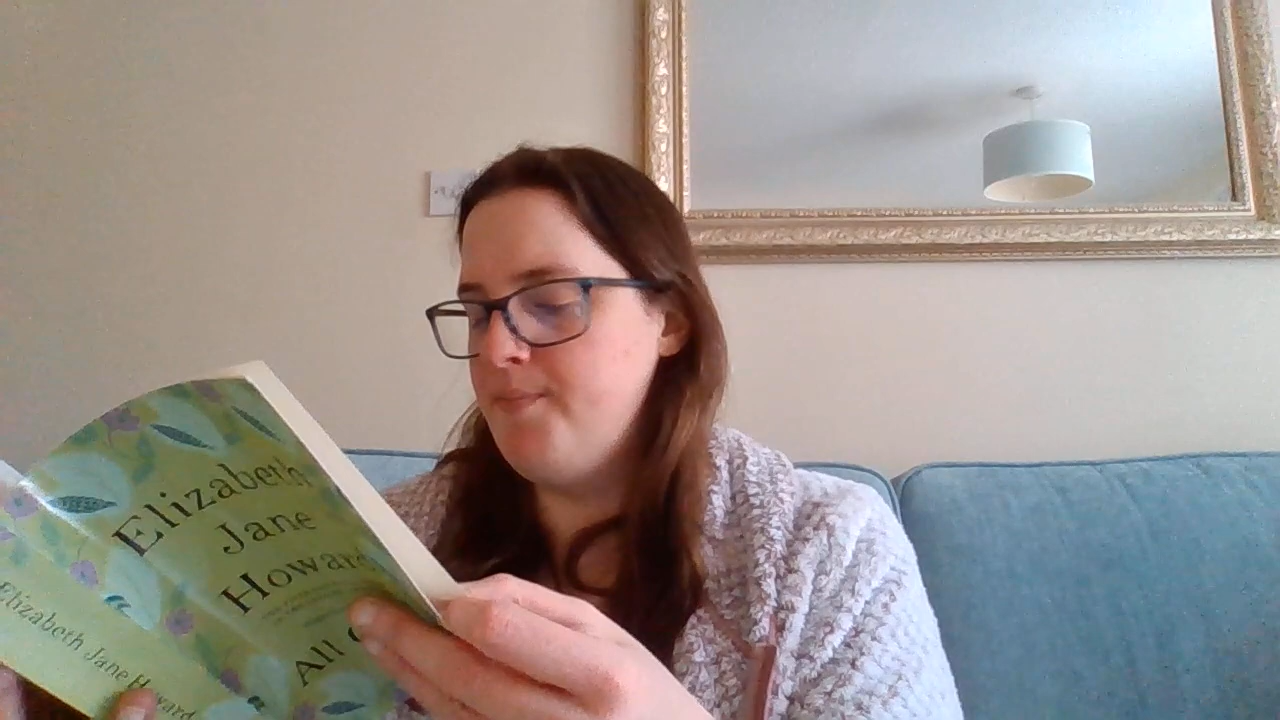 Elizabeth
Jane
Howard
All
Elizabeth Jane Howard